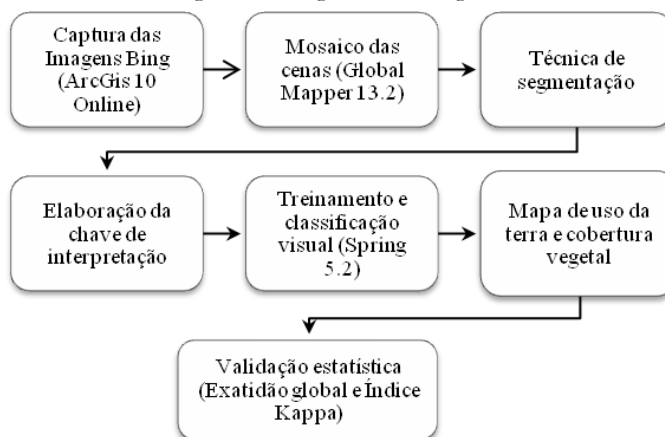 Captura das
Imagens Bing
(ArcGis 10
Online)
Mosaico das
cenas (Global
Mapper 13.2)
Técnica de
segmentação
Elaboração da
chave de
interpretação
Treinamento e
classificação
visual (Spring
5.2)
Mapa de uso da
terra e cobertura
vegetal
Validação estatística
(Exatidão global e Índice
Kappa)